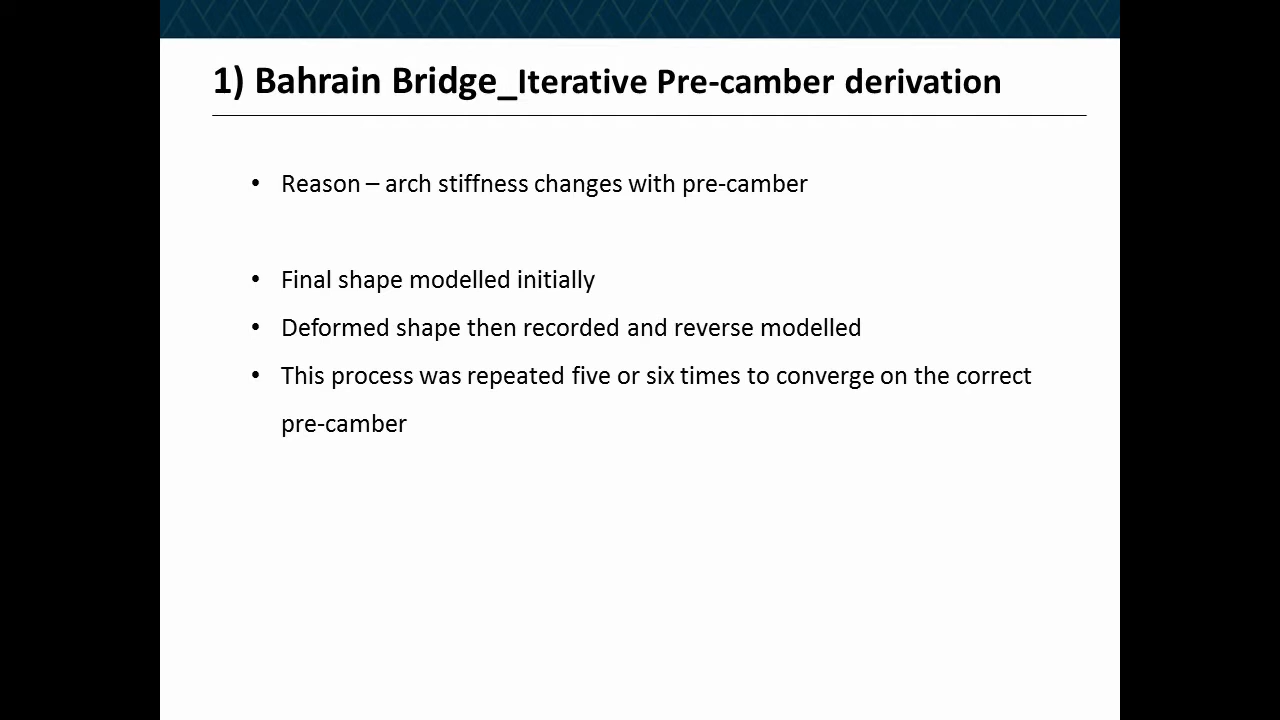 1) Bahrain Bridge_Iterative Pre-camber derivation
• Reason – arch stiffness changes with pre-camber
• Final shape modelled initially
• Deformed shape then recorded and reverse modelled
• This process was repeated five or six times to converge on the correct
pre-camber